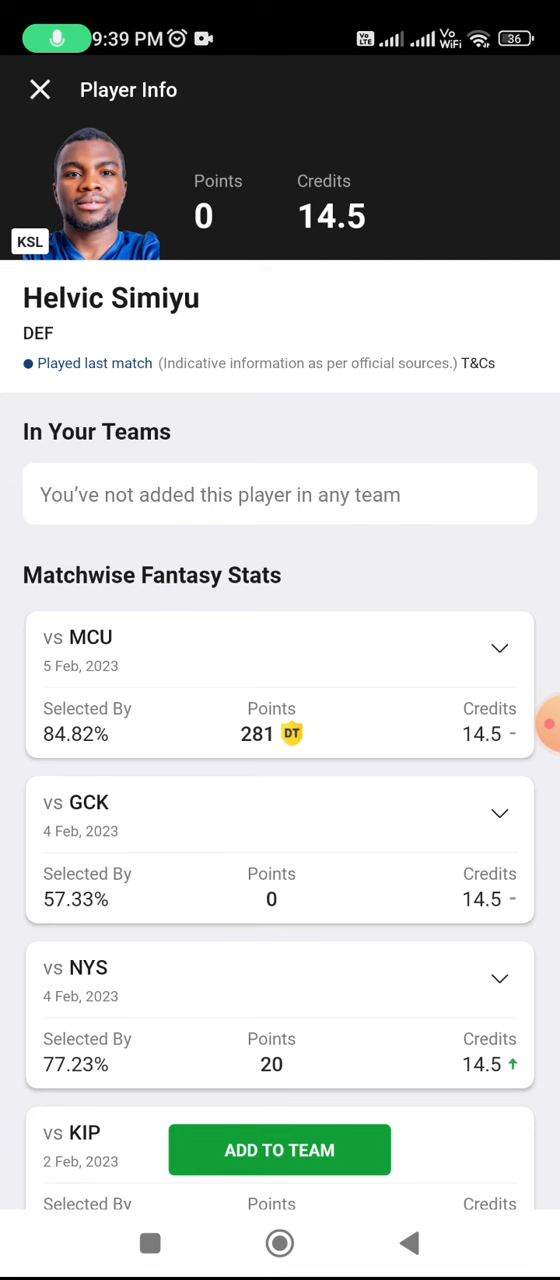 9:39 PM Vo LTE Vo WiFi 36
Player Info
Points Credits
0 14.5
KSL
Helvic Simiyu
DEF
Played last match (Indicative information as per official sources.) T&Cs
In Your Teams
You've not added this player in any team
Matchwise Fantasy Stats
vs MCU
5 Feb, 2023
Selected By Points Credits
84.82% 281 DT 14.5 -
vs GCK
4 Feb, 2023
Selected By Points Credits
57.33% 0 14.5 -
vs NYS
4 Feb, 2023
Selected By Points Credits
77.23% 20 14.5
vs KIP
2 Feb, 2023
ADD TO TEAM
Selected By Points Credits